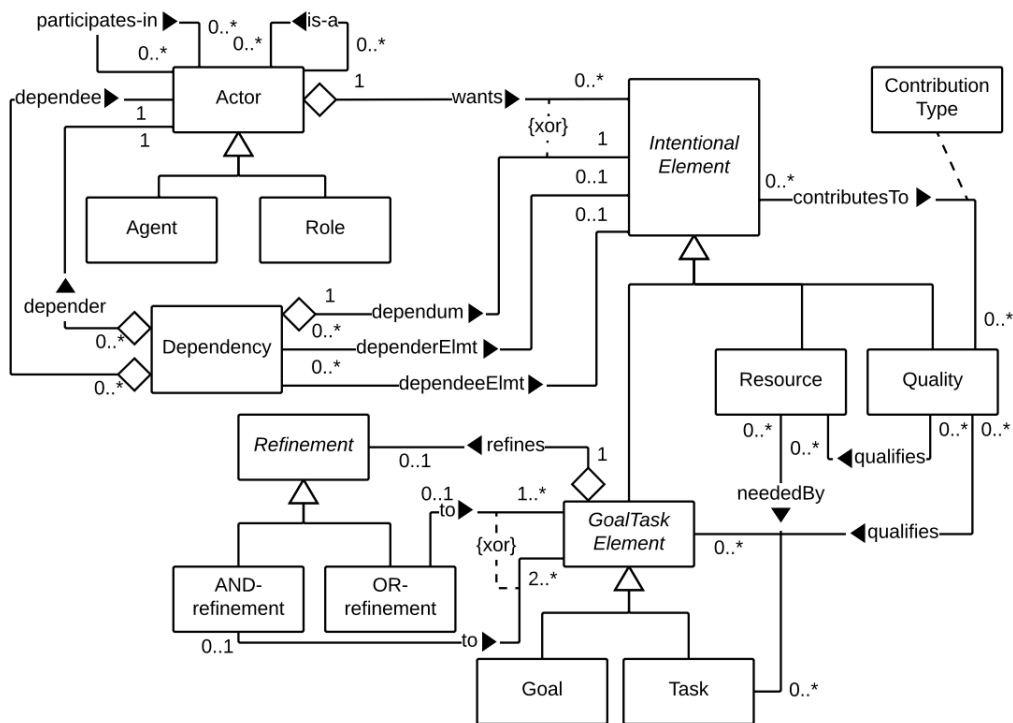 participates-in
0..*
0..*
is-a
0..*
0..*
dependee
1
1
Actor
1
wants
0..*
{xor}
1
0..1
0..1
Intentional
Element
Contribution
Type
0..*
contributesTo
Agent
Role
depender
0..*
0..*
Dependency
1
dependum
0..*
dependerElmt
0..*
dependeeElmt
0..*
Resource
Quality
0..*
0..*
0..*
0..*
qualifies
Refinement
0..1
refines
1
neededBy
0..1
to
1..*
{xor}
GoalTask
Element
0..*
qualifies
AND-
refinement
OR-
refinement
2..*
0..1
to
Goal
Task
0..*